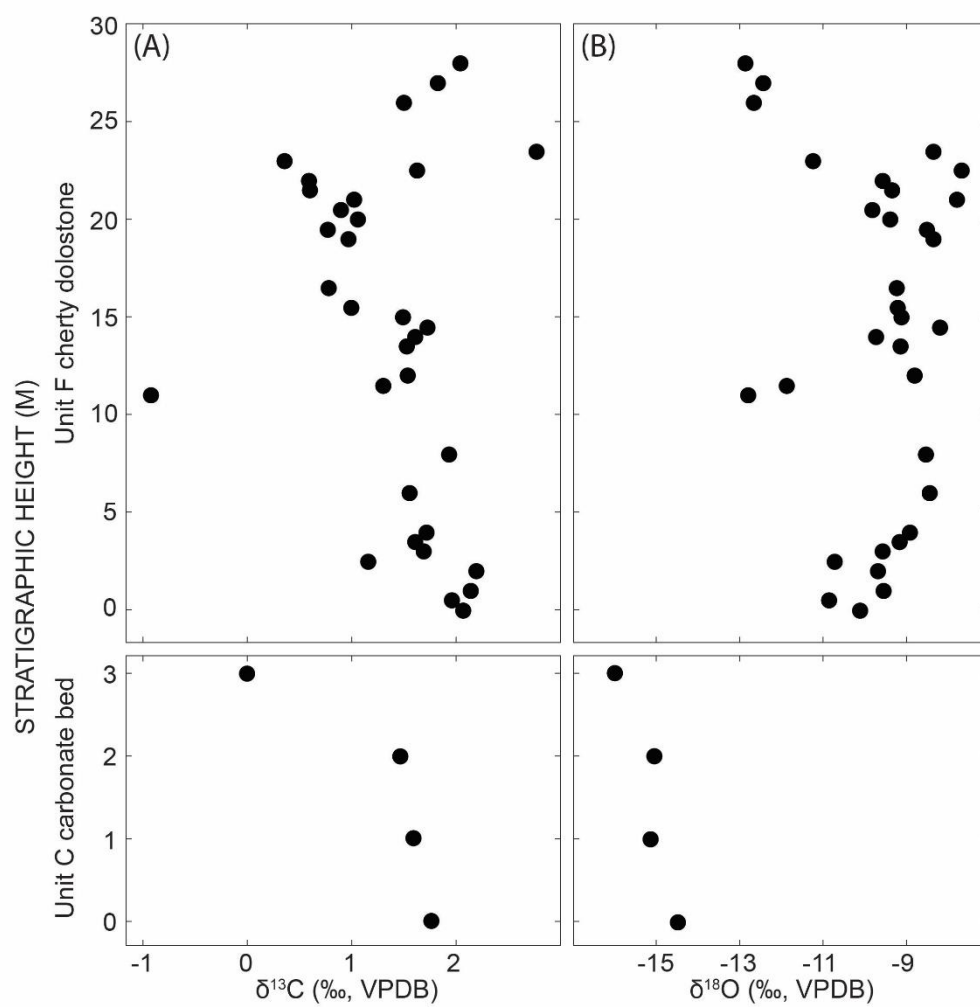 (A)
(B)
STRATIGRAPHIC HEIGHT (M)
Unit F cherty dolostone
30
25
20
15
10
5
0
Unit C carbonate bed
3
2
1
0
-1 0 1 2
-15 -13 -11 -9
δ¹³C (‰, VPDB)
δ¹⁸O (‰, VPDB)